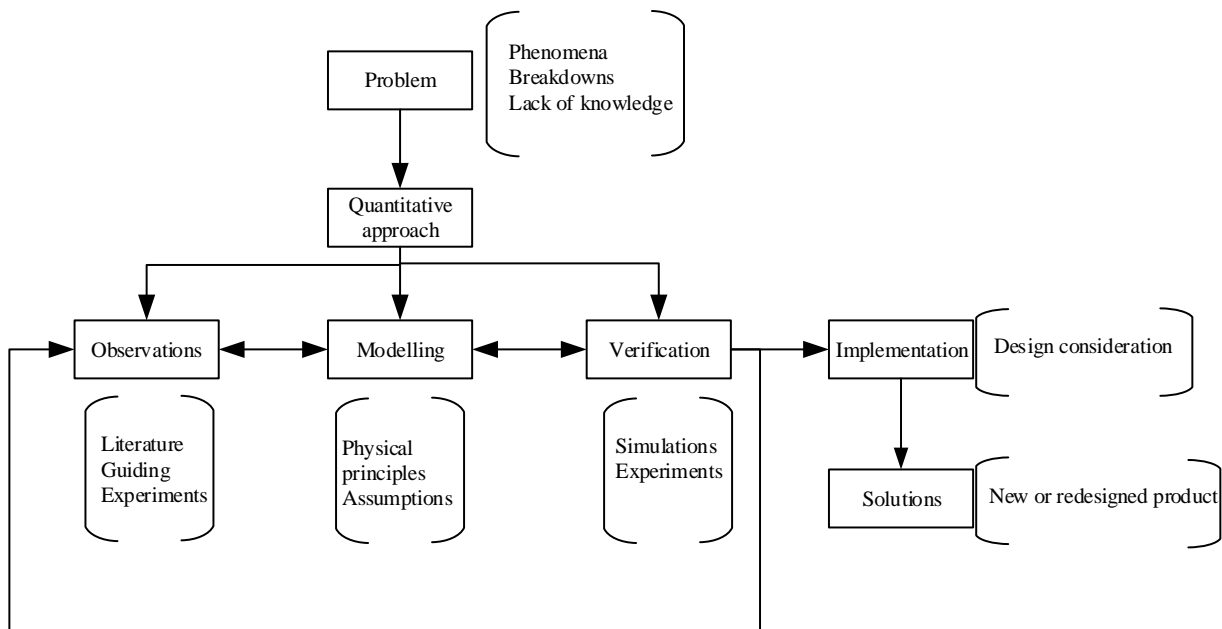 Problem
Phenomena
Breakdowns
Lack of knowledge
Quantitative
approach
Observations
Modelling
Verification
Implementation
Design consideration
Literature
Guiding
Experiments
Physical
principles
Assumptions
Simulations
Experiments
Solutions
New or redesigned product